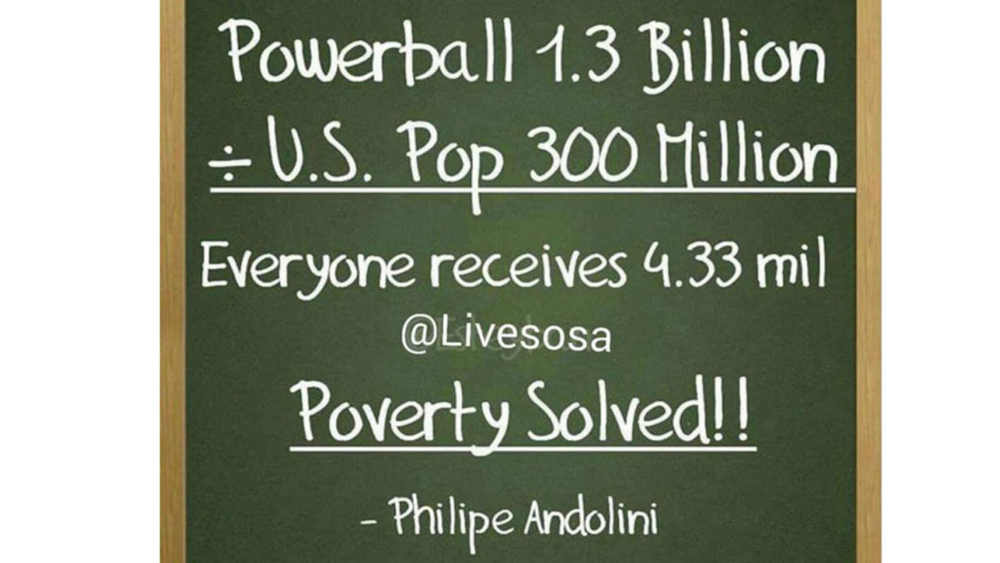 Powerball 1.3 Billion
÷ U.S. Pop 300 Million
Everyone receives 4.33 mil
@Livesosa
Poverty Solved!!
- Philipe Andolini